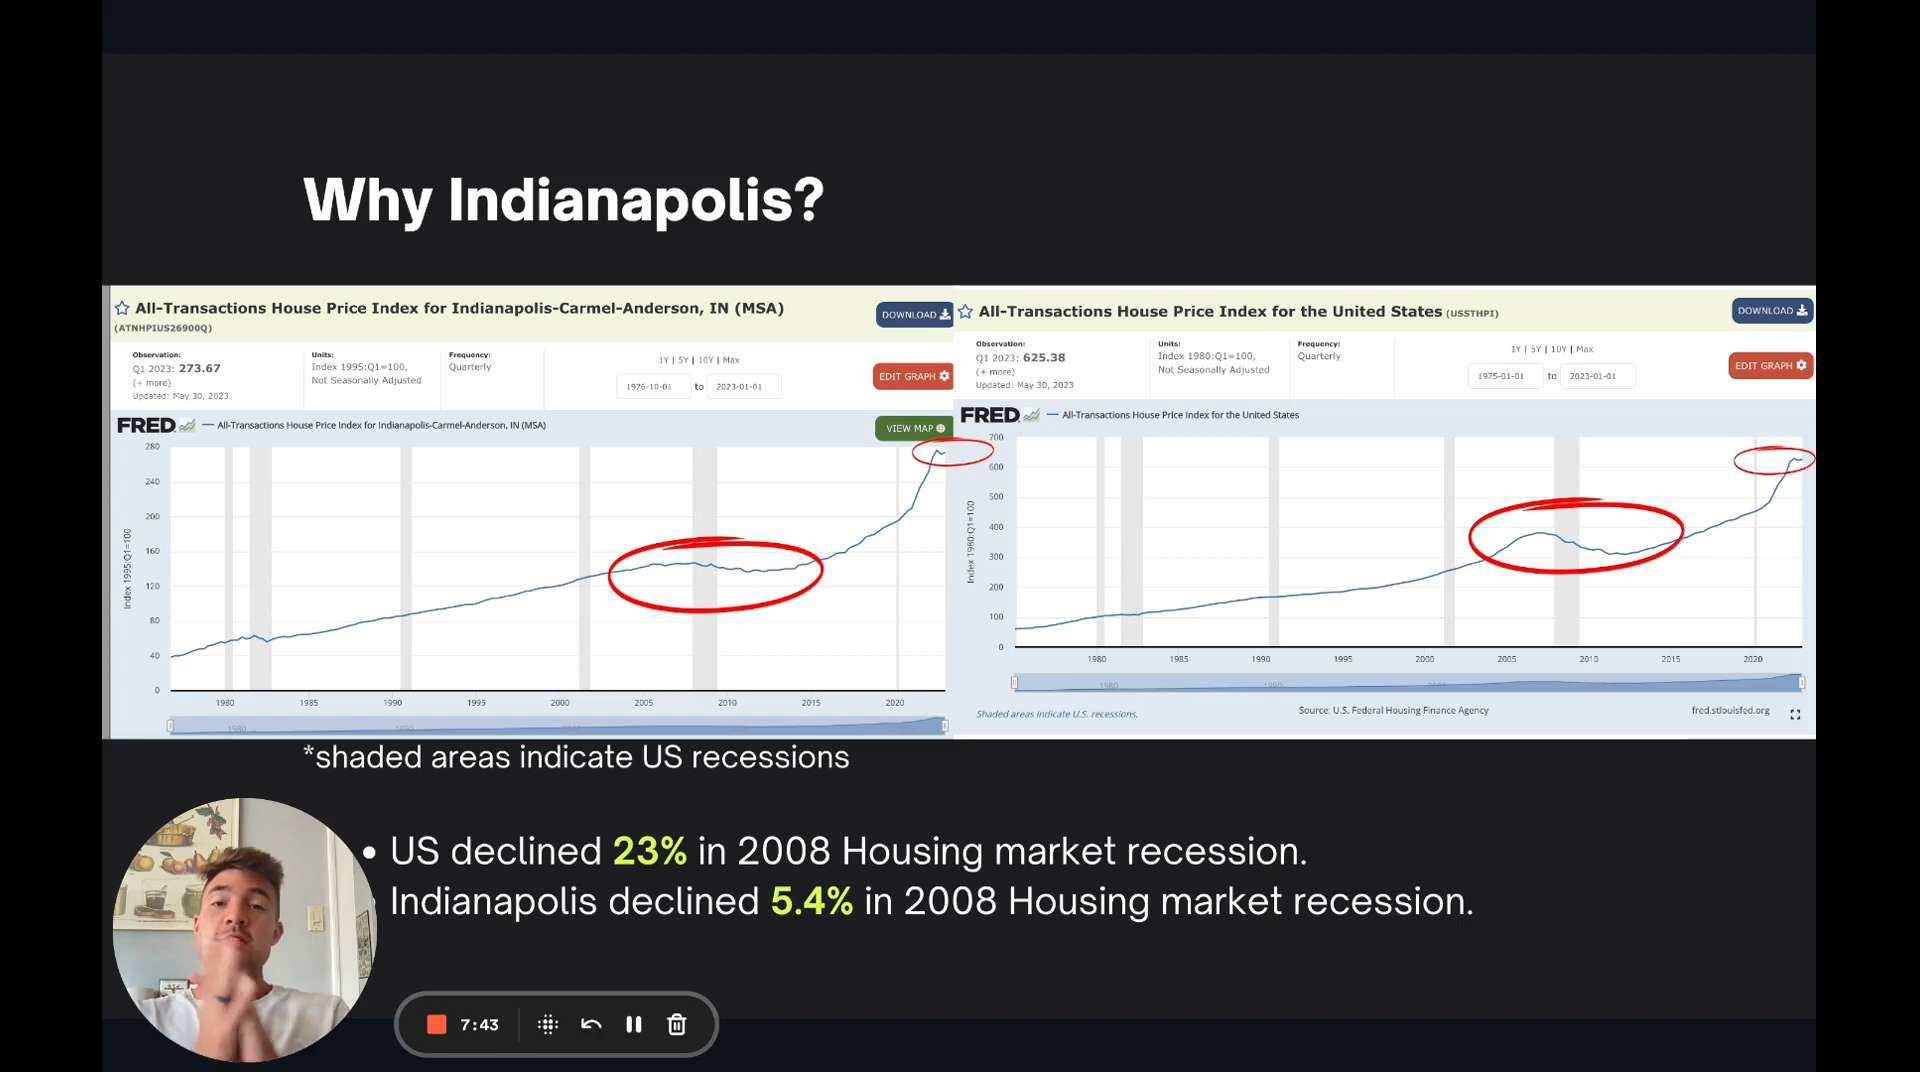 Why Indianapolis?
All-Transactions House Price Index for Indianapolis-Carmel-Anderson, IN (MSA)
(ATNHPIUS26900Q)
DOWNLOAD
Observation:
Q1 2023: 273.67
(+ more)
Updated: May 30, 2023
Units:
Index 1995:Q1=100,
Not Seasonally Adjusted
Frequency:
Quarterly
1Y | 5Y | 10Y | Max
1976-10-01 to 2023-01-01
EDIT GRAPH
FRED
All-Transactions House Price Index for Indianapolis-Carmel-Anderson, IN (MSA)
VIEW MAP
Index 1995:Q1=100
280
240
200
160
120
80
40
0
1980 1985 1990 1995 2000 2005 2010 2015 2020
1980 1990 2000
All-Transactions House Price Index for the United States (USSTHPI)
DOWNLOAD
Observation:
Q1 2023: 625.38
(+ more)
Updated: May 30, 2023
Units:
Index 1980:Q1=100,
Not Seasonally Adjusted
Frequency:
Quarterly
1Y | 5Y | 10Y | Max
1975-01-01 to 2023-01-01
EDIT GRAPH
FRED
All-Transactions House Price Index for the United States
Index 1980:Q1=100
700
600
500
400
300
200
100
0
1980 1985 1990 1995 2000 2005 2010 2015 2020
1980 1990
Shaded areas indicate U.S. recessions.
Source: U.S. Federal Housing Finance Agency
fred.stlouisfed.org
*shaded areas indicate US recessions
• US declined 23% in 2008 Housing market recession.
Indianapolis declined 5.4% in 2008 Housing market recession.
7:43